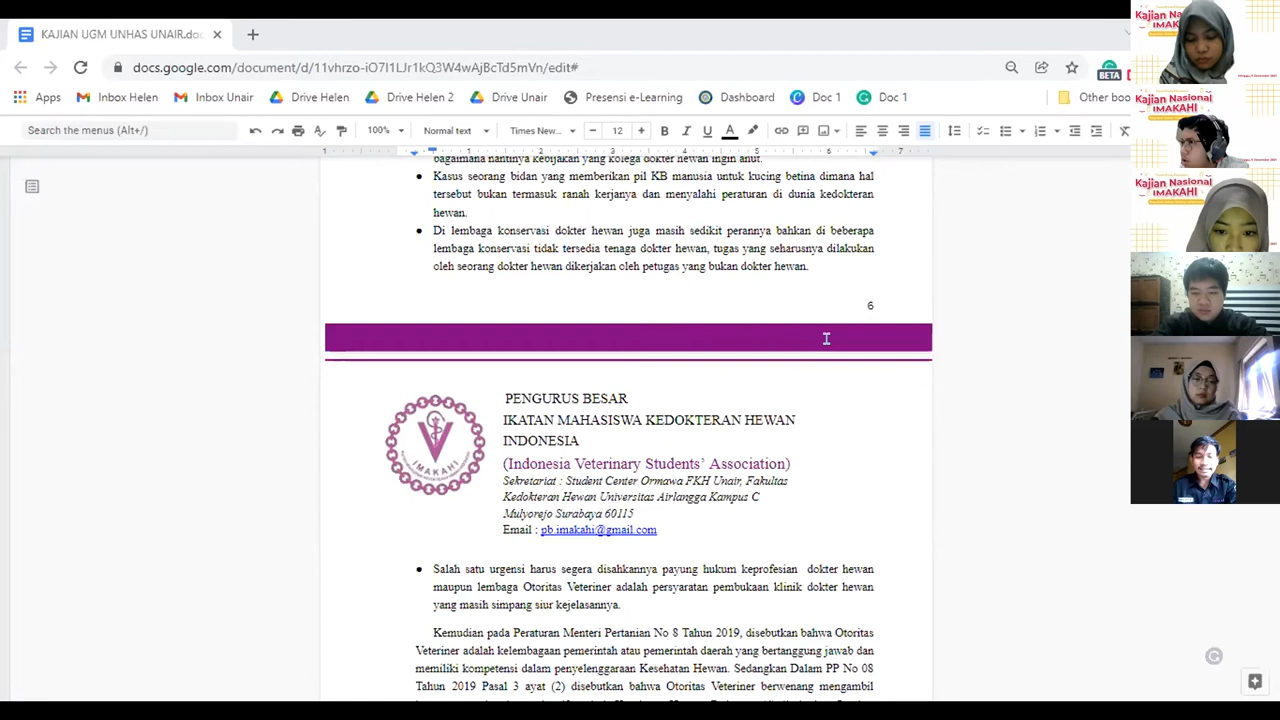 KAJIAN UGM UNHAS UNAIR.doc
docs.google.com/document/d/11vhrzo-iO7I1LJr1kQ3W4wAjBcTd5mVn/edit#
BETA
Apps
Inbox Helen
Inbox Unair
Drive Helen
Drive Helen 2
Drive Unair
Presensi e-Learning
Dashboard
Doc 1
Doc 1
Other boo
Search the menus (Alt+/)
100%
Normal text
Times New...
12
bagaimana nantinya kebijakan yang kolega dokter hewan ingin anut.
Kasus seorang bidan yang memberikan pil KB manusia untuk kucing betina dimana hal
tersebut bukan termasuk ranah kerjanya dan menyalahi peraturan di dunia kedokteran
hewan.
Di lembaga konservasi dokter hewan juga masih sedikit perannya bahkan di beberapa
lembaga konservasi tidak tersedia tenaga dokter hewan, tugas yang seharusnya dilakukan
oleh seorang dokter hewan dikerjakan oleh petugas yang bukan dokter hewan.
6
IMAKAHI
PENGURUS BESAR
IKATAN MAHASISWA KEDOKTERAN HEWAN
INDONESIA
(Indonesia Veterinary Students' Association)
Sekretariat : Student Center Ormawa FKH Unair, Fakultas
Kedokteran Hewan Universitas Airlangga Kampus C
Mulyorejo Surabaya 60115
Email : pb.imakahi@gmail.com
Salah satu urgensi harus segera disahkannya payung hukum keprofesian dokter hewan
maupun lembaga Otoritas Veteriner adalah persyaratan pembukaan klinik dokter hewan
yang masih simpang siur kejelasannya.
Kemudian pada Peraturan Menteri Pertanian No 8 Tahun 2019, disebutkan bahwa Otoritas
Veteriner adalah kelembagaan pemerintah atau pemerintah daerah yang bertanggung jawab dan
memiliki kompetensi dalam penyelenggaraan Kesehatan Hewan. Sedangkan Dalam PP No 08
Tahun 2019 Pasal 3 ayat (2) disebutkan bahwa Otoritas Veteriner berwenang mengambil
Kajian Na
IMAK
Kajian Nasional
IMAKAHI
Kajian Nasional
IMAKAHI